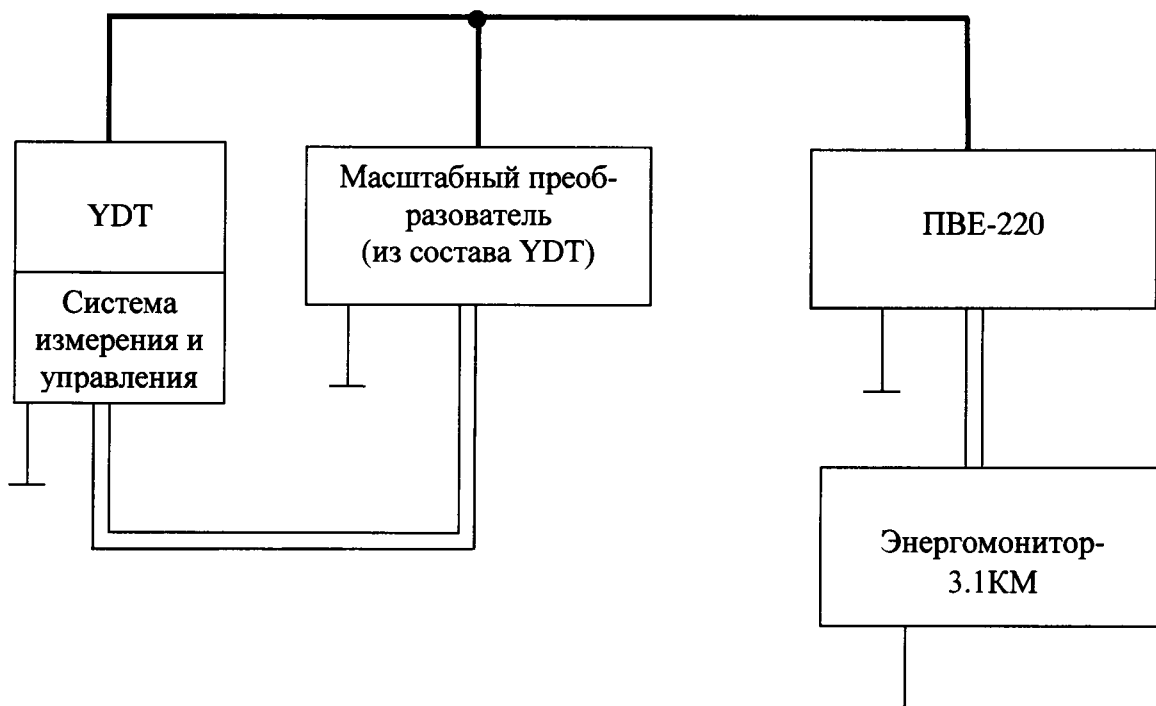 YDT
Система
измерения и
управления
Масштабный преоб-
разователь
(из состава YDT)
ПВЕ-220
Энергомонитор-
3.1КМ